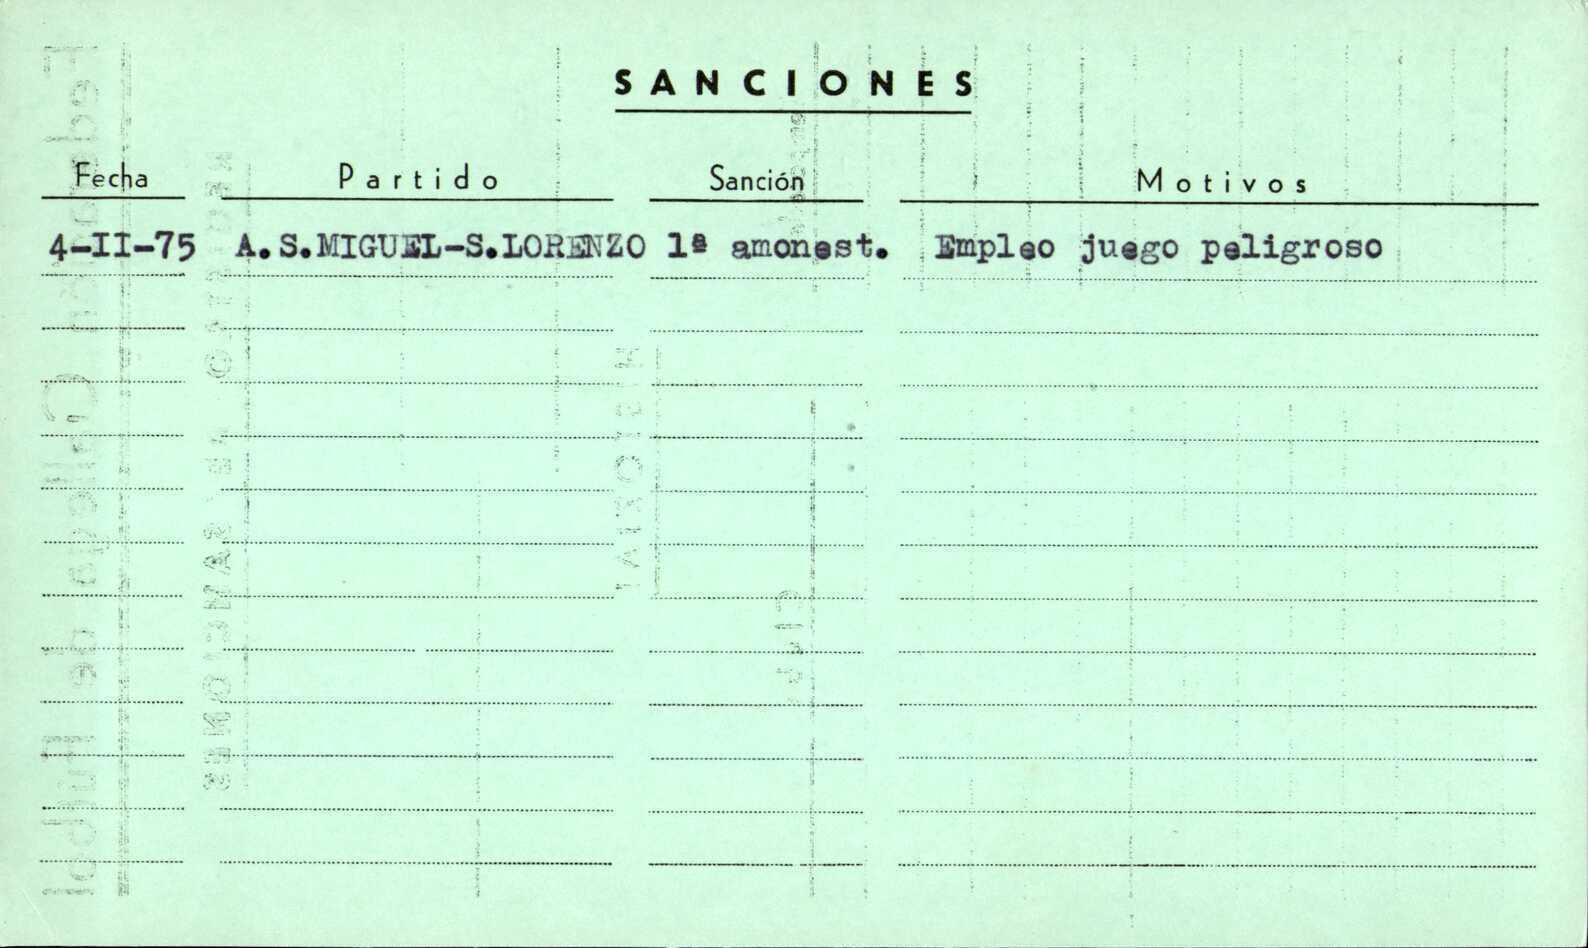 SANCIONES
Fecha Partido Sanción Motivos
4-II-75 A.S.MIGUEL-S.LORENZO 1ª amonest. Empleo juego peligroso